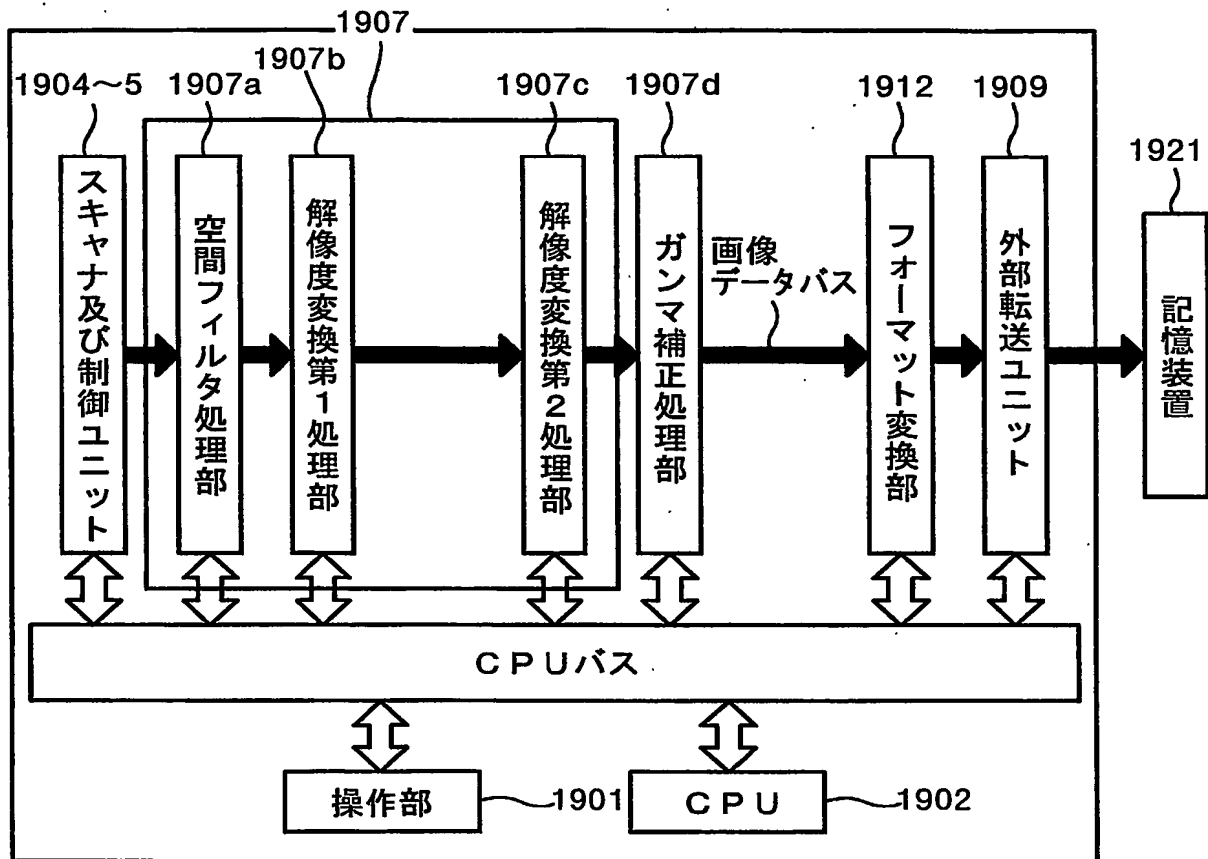 1907
1907b
1904～5
1907a
1907c
1907d
1912
1909
1921
スキャナ及び制御ユニット
空間フィルタ処理部
解像度変換第1処理部
解像度変換第2処理部
ガンマ補正処理部
画像
データバス
フォーマット変換部
外部転送ユニット
記憶装置
CPUバス
操作部
1901
CPU
1902